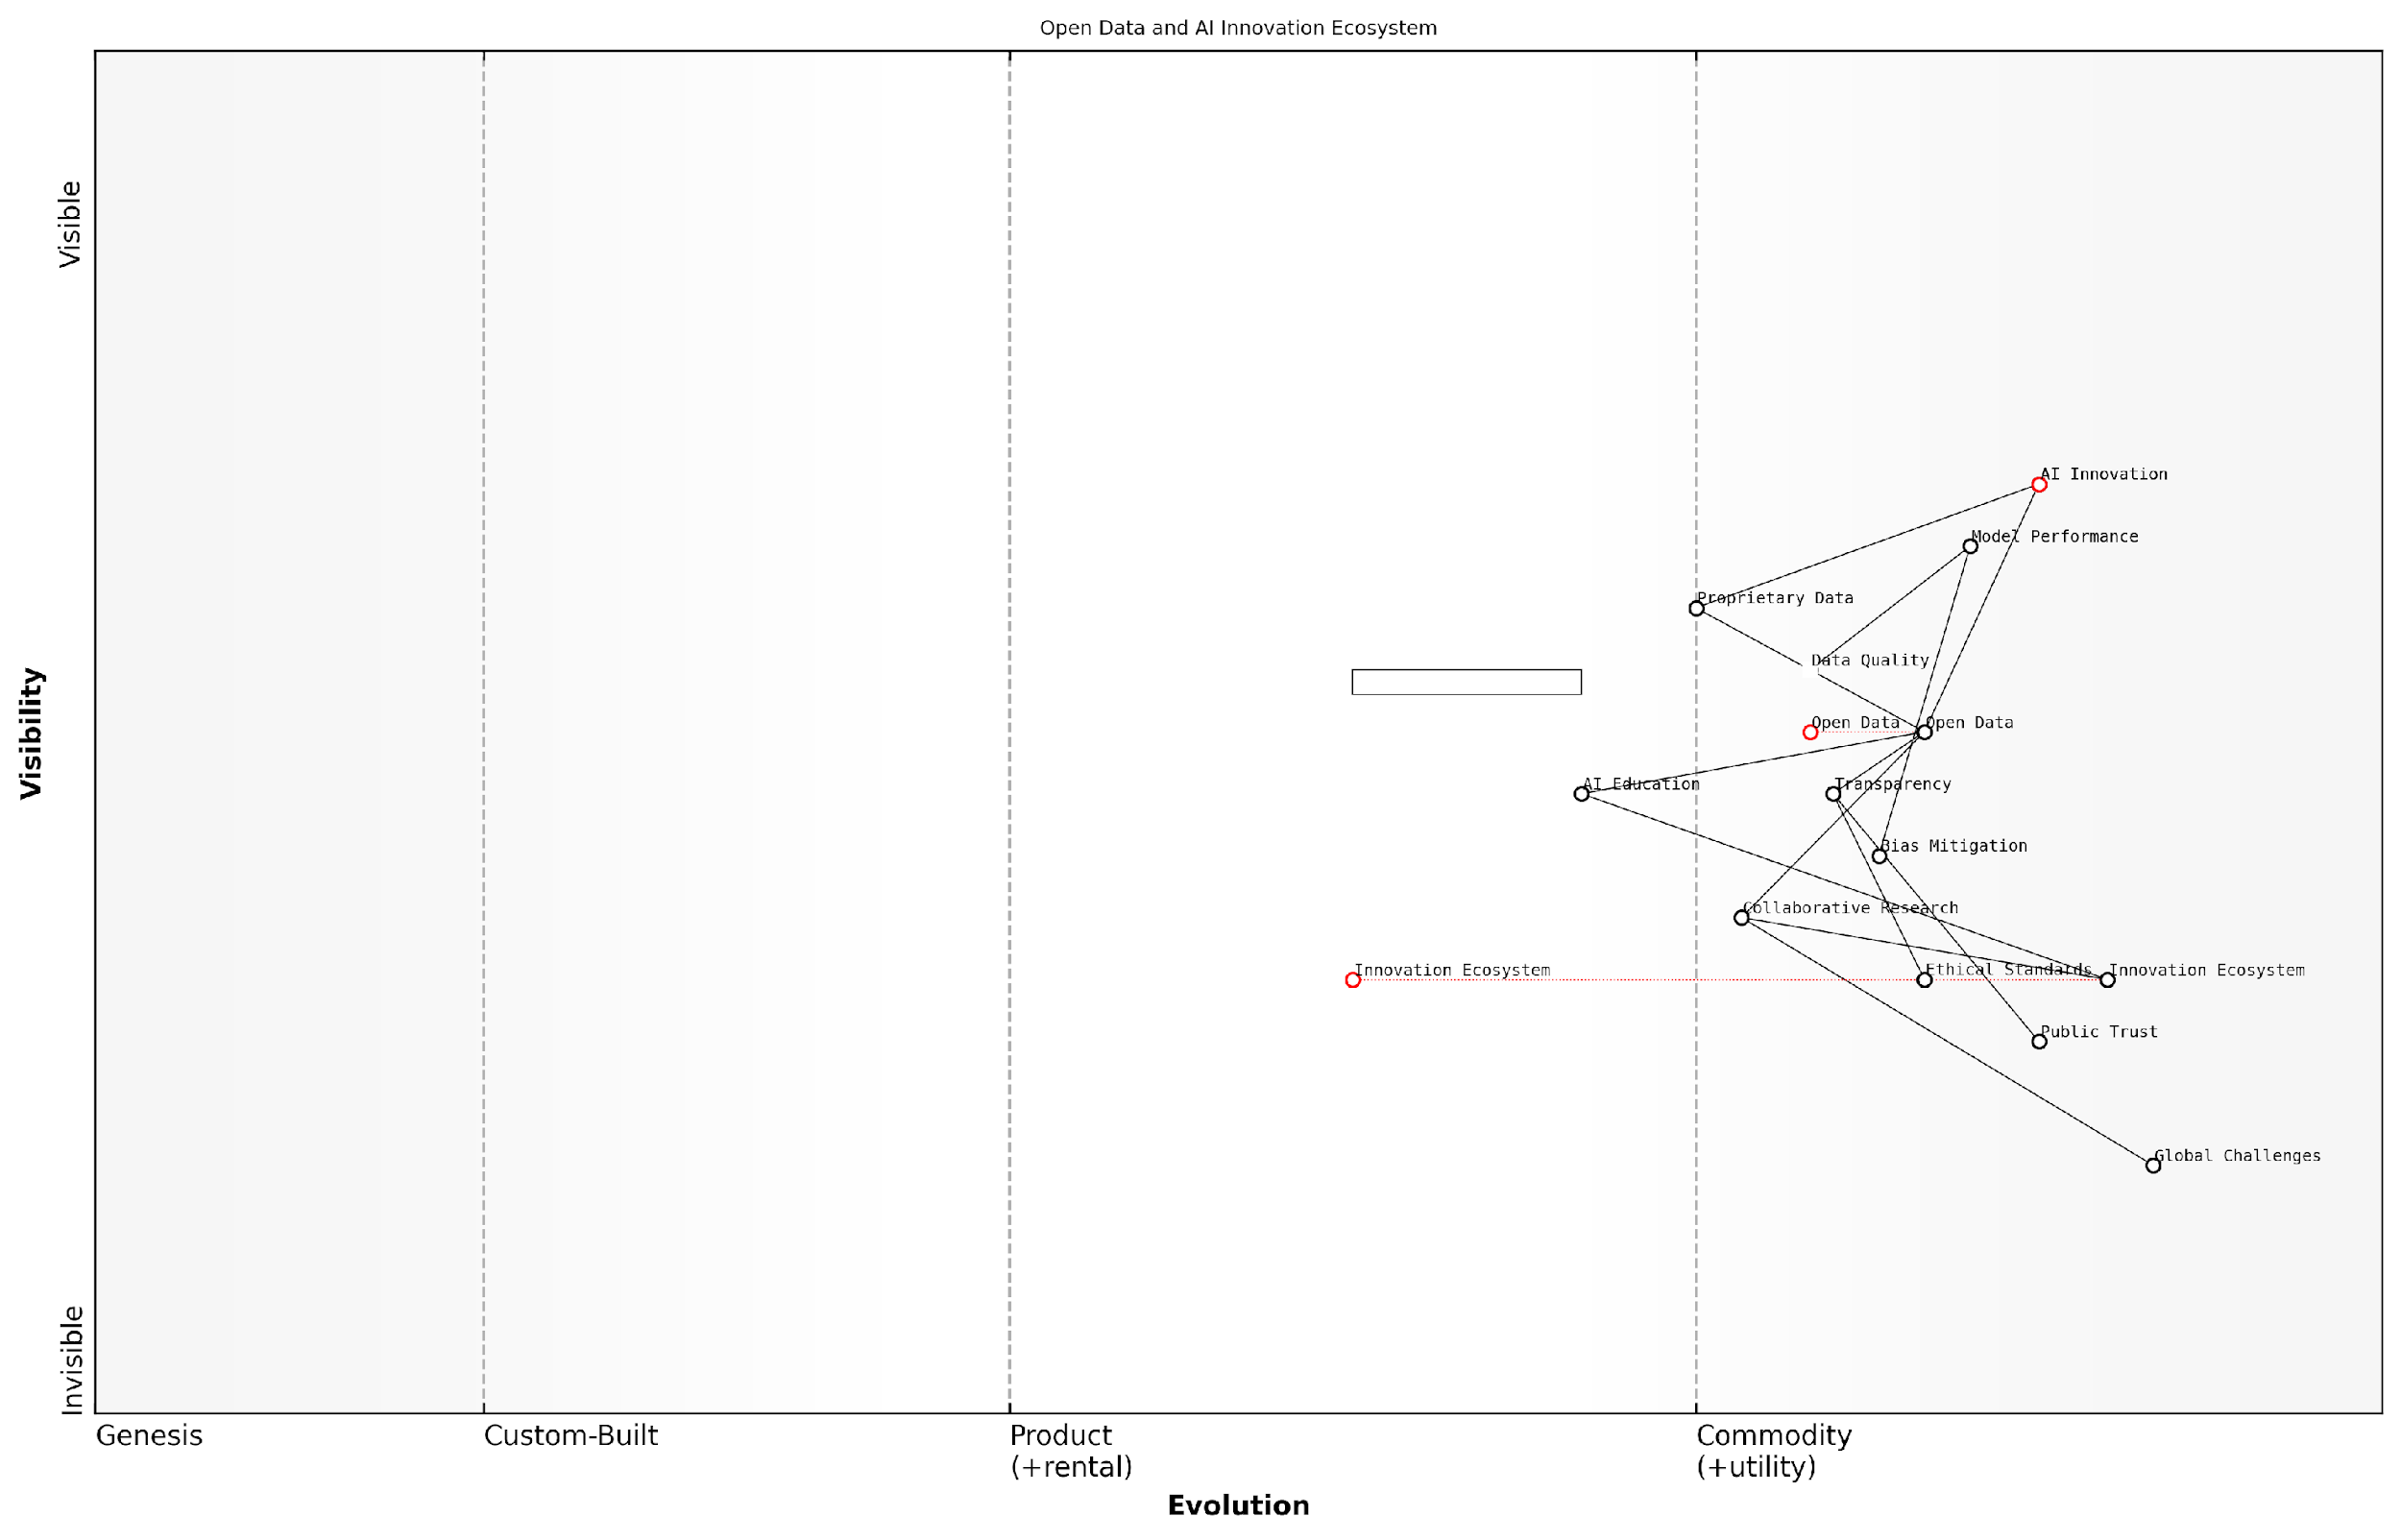 Open Data and AI Innovation Ecosystem
Visible
Visibility
Invisible
AI Innovation
Model Performance
Proprietary Data
Data Quality
Open Data
Open Data
AI Education
Transparency
Bias Mitigation
Collaborative Research
Innovation Ecosystem
Ethical Standards
Innovation Ecosystem
Public Trust
Global Challenges
Genesis
Custom-Built
Product
(+rental)
Commodity
(+utility)
Evolution